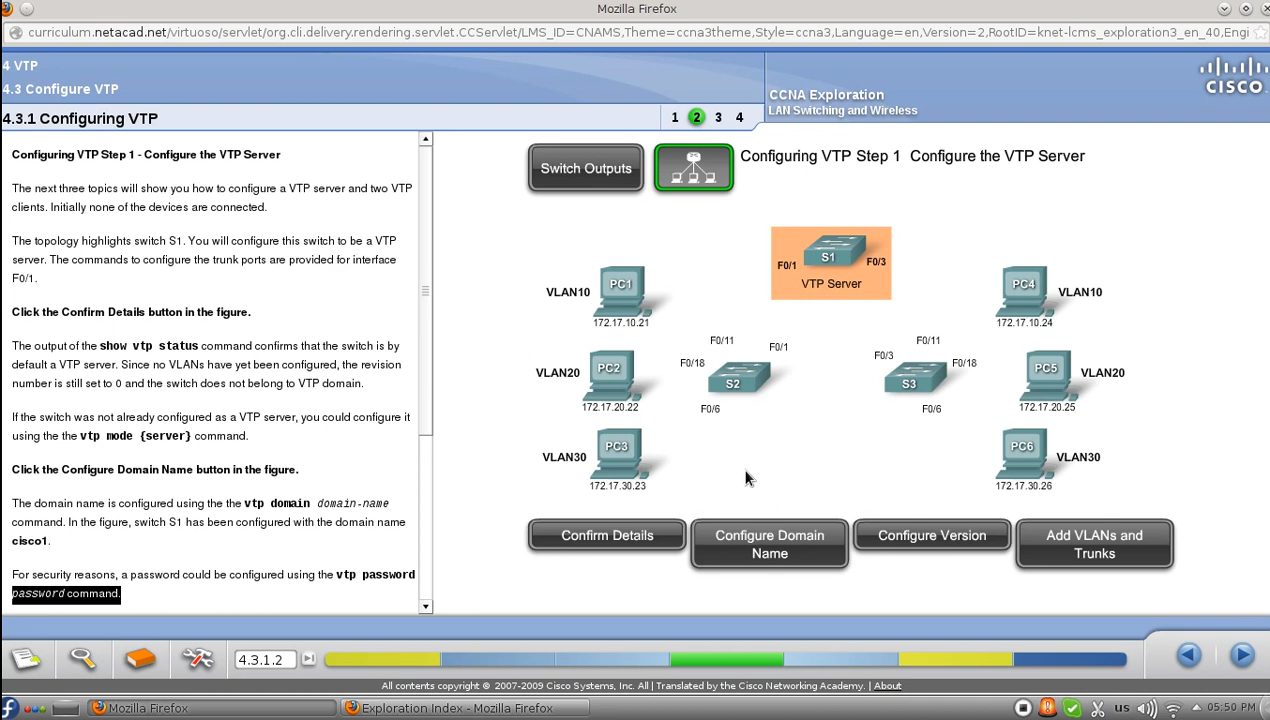 Mozilla Firefox
curriculum.netacad.net/virtuoso/servlet/org.cli.delivery.rendering.servlet.CCServlet/LMS_ID=CNAMS,Theme=ccna3theme,Style=ccna3,Language=en,Version=2,RootID=knet-lcms_exploration3_en_40,Engi
4 VTP
4.3 Configure VTP
CCNA Exploration
LAN Switching and Wireless
CISCO
4.3.1 Configuring VTP
1 2 3 4
Configuring VTP Step 1 - Configure the VTP Server
The next three topics will show you how to configure a VTP server and two VTP
clients. Initially none of the devices are connected.
The topology highlights switch S1. You will configure this switch to be a VTP
server. The commands to configure the trunk ports are provided for interface
F0/1.
Click the Confirm Details button in the figure.
The output of the show vtp status command confirms that the switch is by
default a VTP server. Since no VLANs have yet been configured, the revision
number is still set to 0 and the switch does not belong to VTP domain.
If the switch was not already configured as a VTP server, you could configure it
using the the vtp mode {server} command.
Click the Configure Domain Name button in the figure.
The domain name is configured using the the vtp domain domain-name
command. In the figure, switch S1 has been configured with the domain name
cisco1.
For security reasons, a password could be configured using the vtp password
password command.
Switch Outputs
Configuring VTP Step 1 Configure the VTP Server
S1
F0/1
F0/3
VTP Server
VLAN10
PC1
172.17.10.21
PC4
VLAN10
172.17.10.24
VLAN20
PC2
172.17.20.22
F0/11
F0/1
F0/18
S2
F0/6
F0/11
F0/3
F0/18
S3
F0/6
PC5
VLAN20
172.17.20.25
VLAN30
PC3
172.17.30.23
PC6
VLAN30
172.17.30.26
Confirm Details
Configure Domain
Name
Configure Version
Add VLANs and
Trunks
4.3.1.2
All contents copyright © 2007-2009 Cisco Systems, Inc. All | Translated by the Cisco Networking Academy. | About
Mozilla Firefox
Exploration Index - Mozilla Firefox
us
05:50 PM